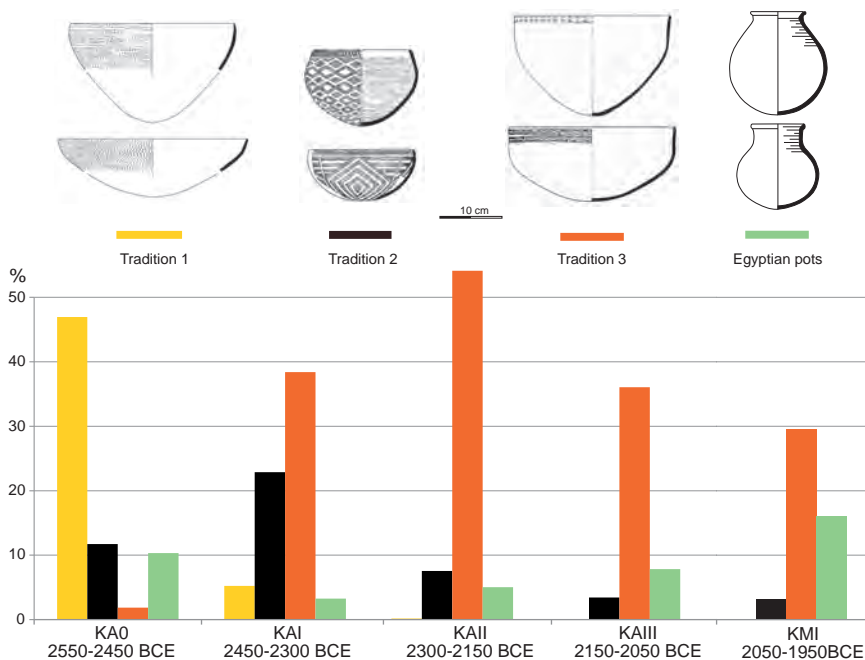 10 cm
Tradition 1
Tradition 2
Tradition 3
Egyptian pots
%
50
40
30
20
10
0
KA0
2550-2450 BCE
KAI
2450-2300 BCE
KAII
2300-2150 BCE
KAIII
2150-2050 BCE
KMI
2050-1950BCE